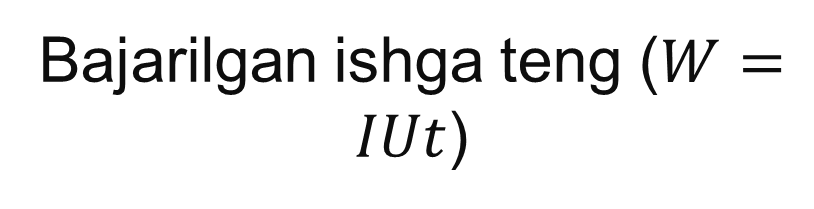 Bajarilgan ishga teng (𝑊 =
𝐼𝑈𝑡)